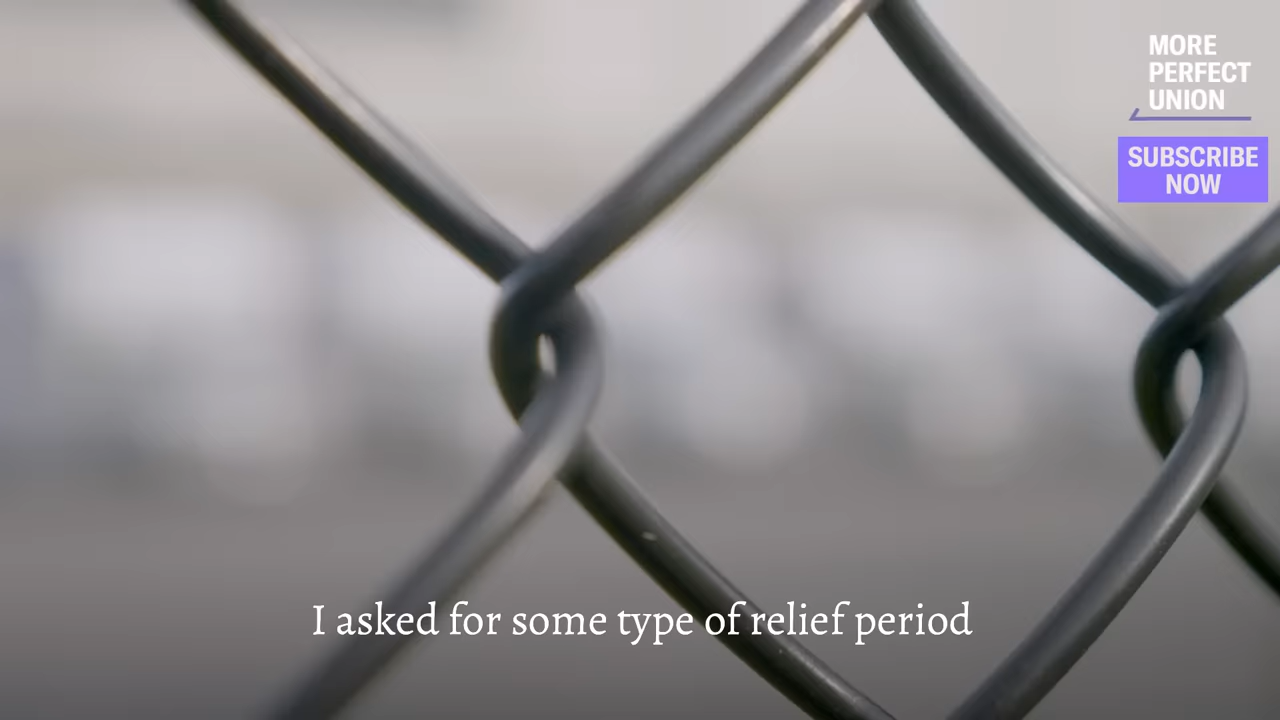 MORE
PERFECT
UNION
SUBSCRIBE
NOW
I asked for some type of relief period